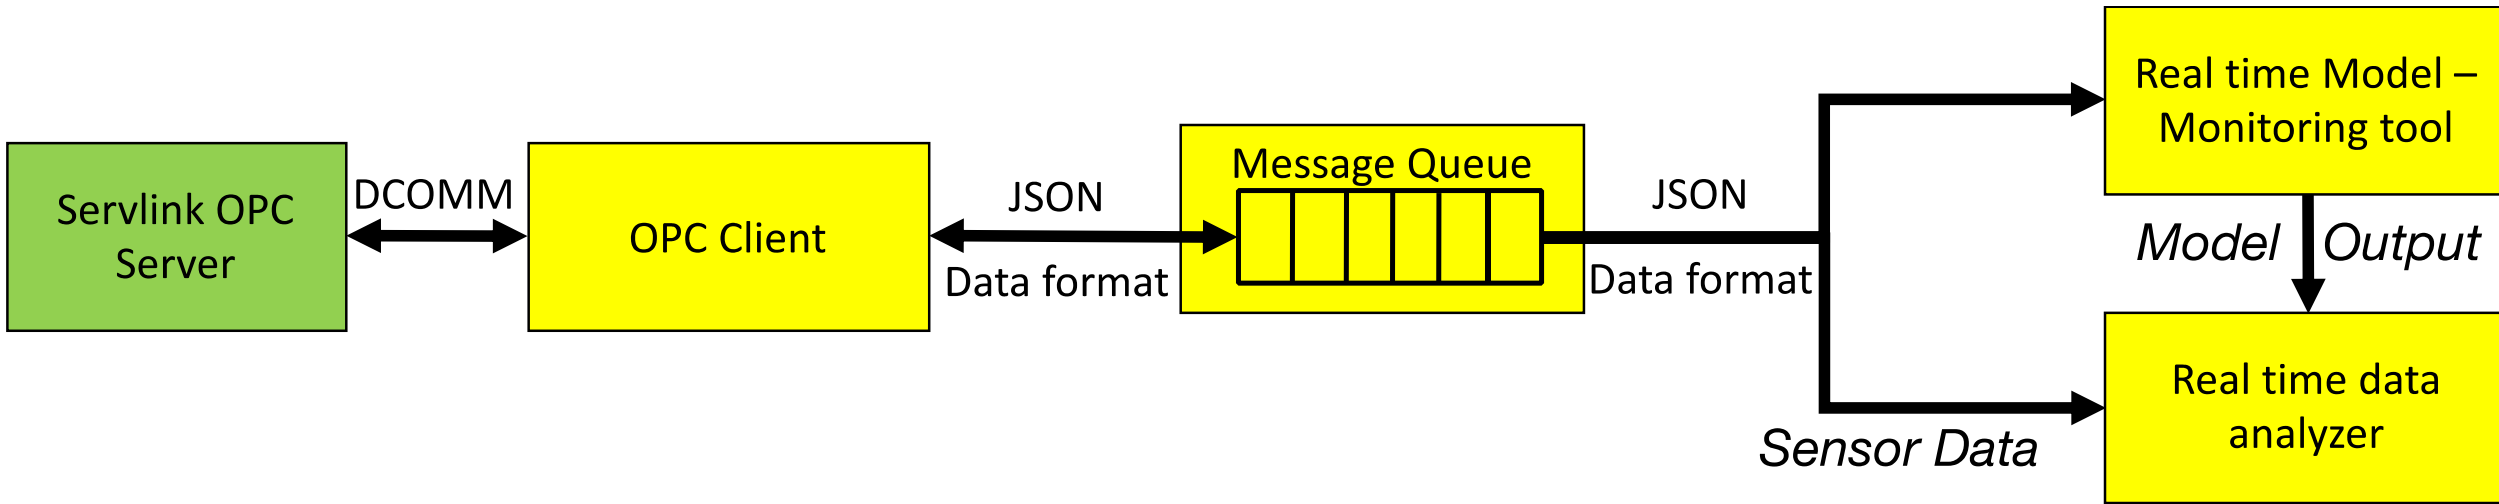 Servlink OPC
Server
DCOMM
OPC Client
JSON
Data format
Message Queue
JSON
Data format
Real time Model –
Monitoring tool
Model Output
Real time data
analyzer
Sensor Data